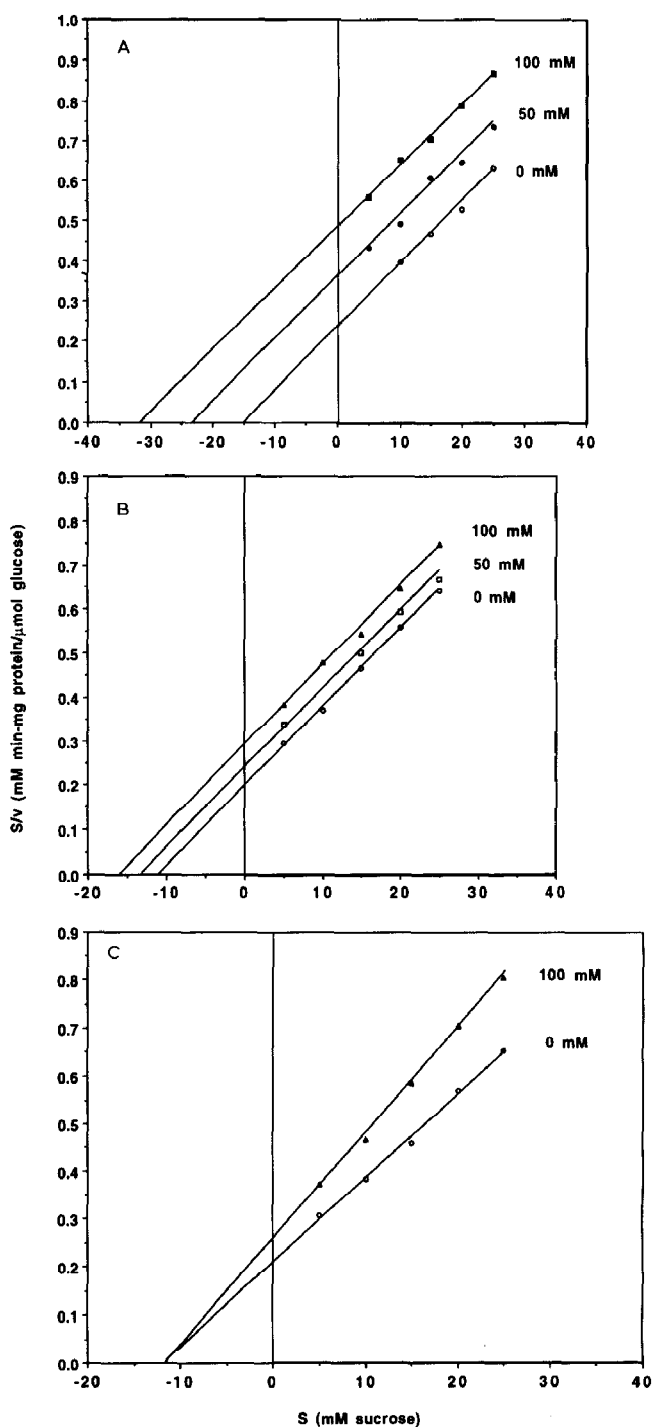 A
1.0
0.9
0.8
0.7
0.6
0.5
0.4
0.3
0.2
0.1
0.0
-40 -30 -20 -10 0 10 20 30 40
100 mM
50 mM
0 mM
B
0.9
0.8
0.7
0.6
0.5
0.4
0.3
0.2
0.1
0.0
-20 -10 0 10 20 30 40
100 mM
50 mM
0 mM
S/v (mM min-mg protein/μmol glucose)
C
0.9
0.8
0.7
0.6
0.5
0.4
0.3
0.2
0.1
0.0
-20 -10 0 10 20 30 40
100 mM
0 mM
S (mM sucrose)